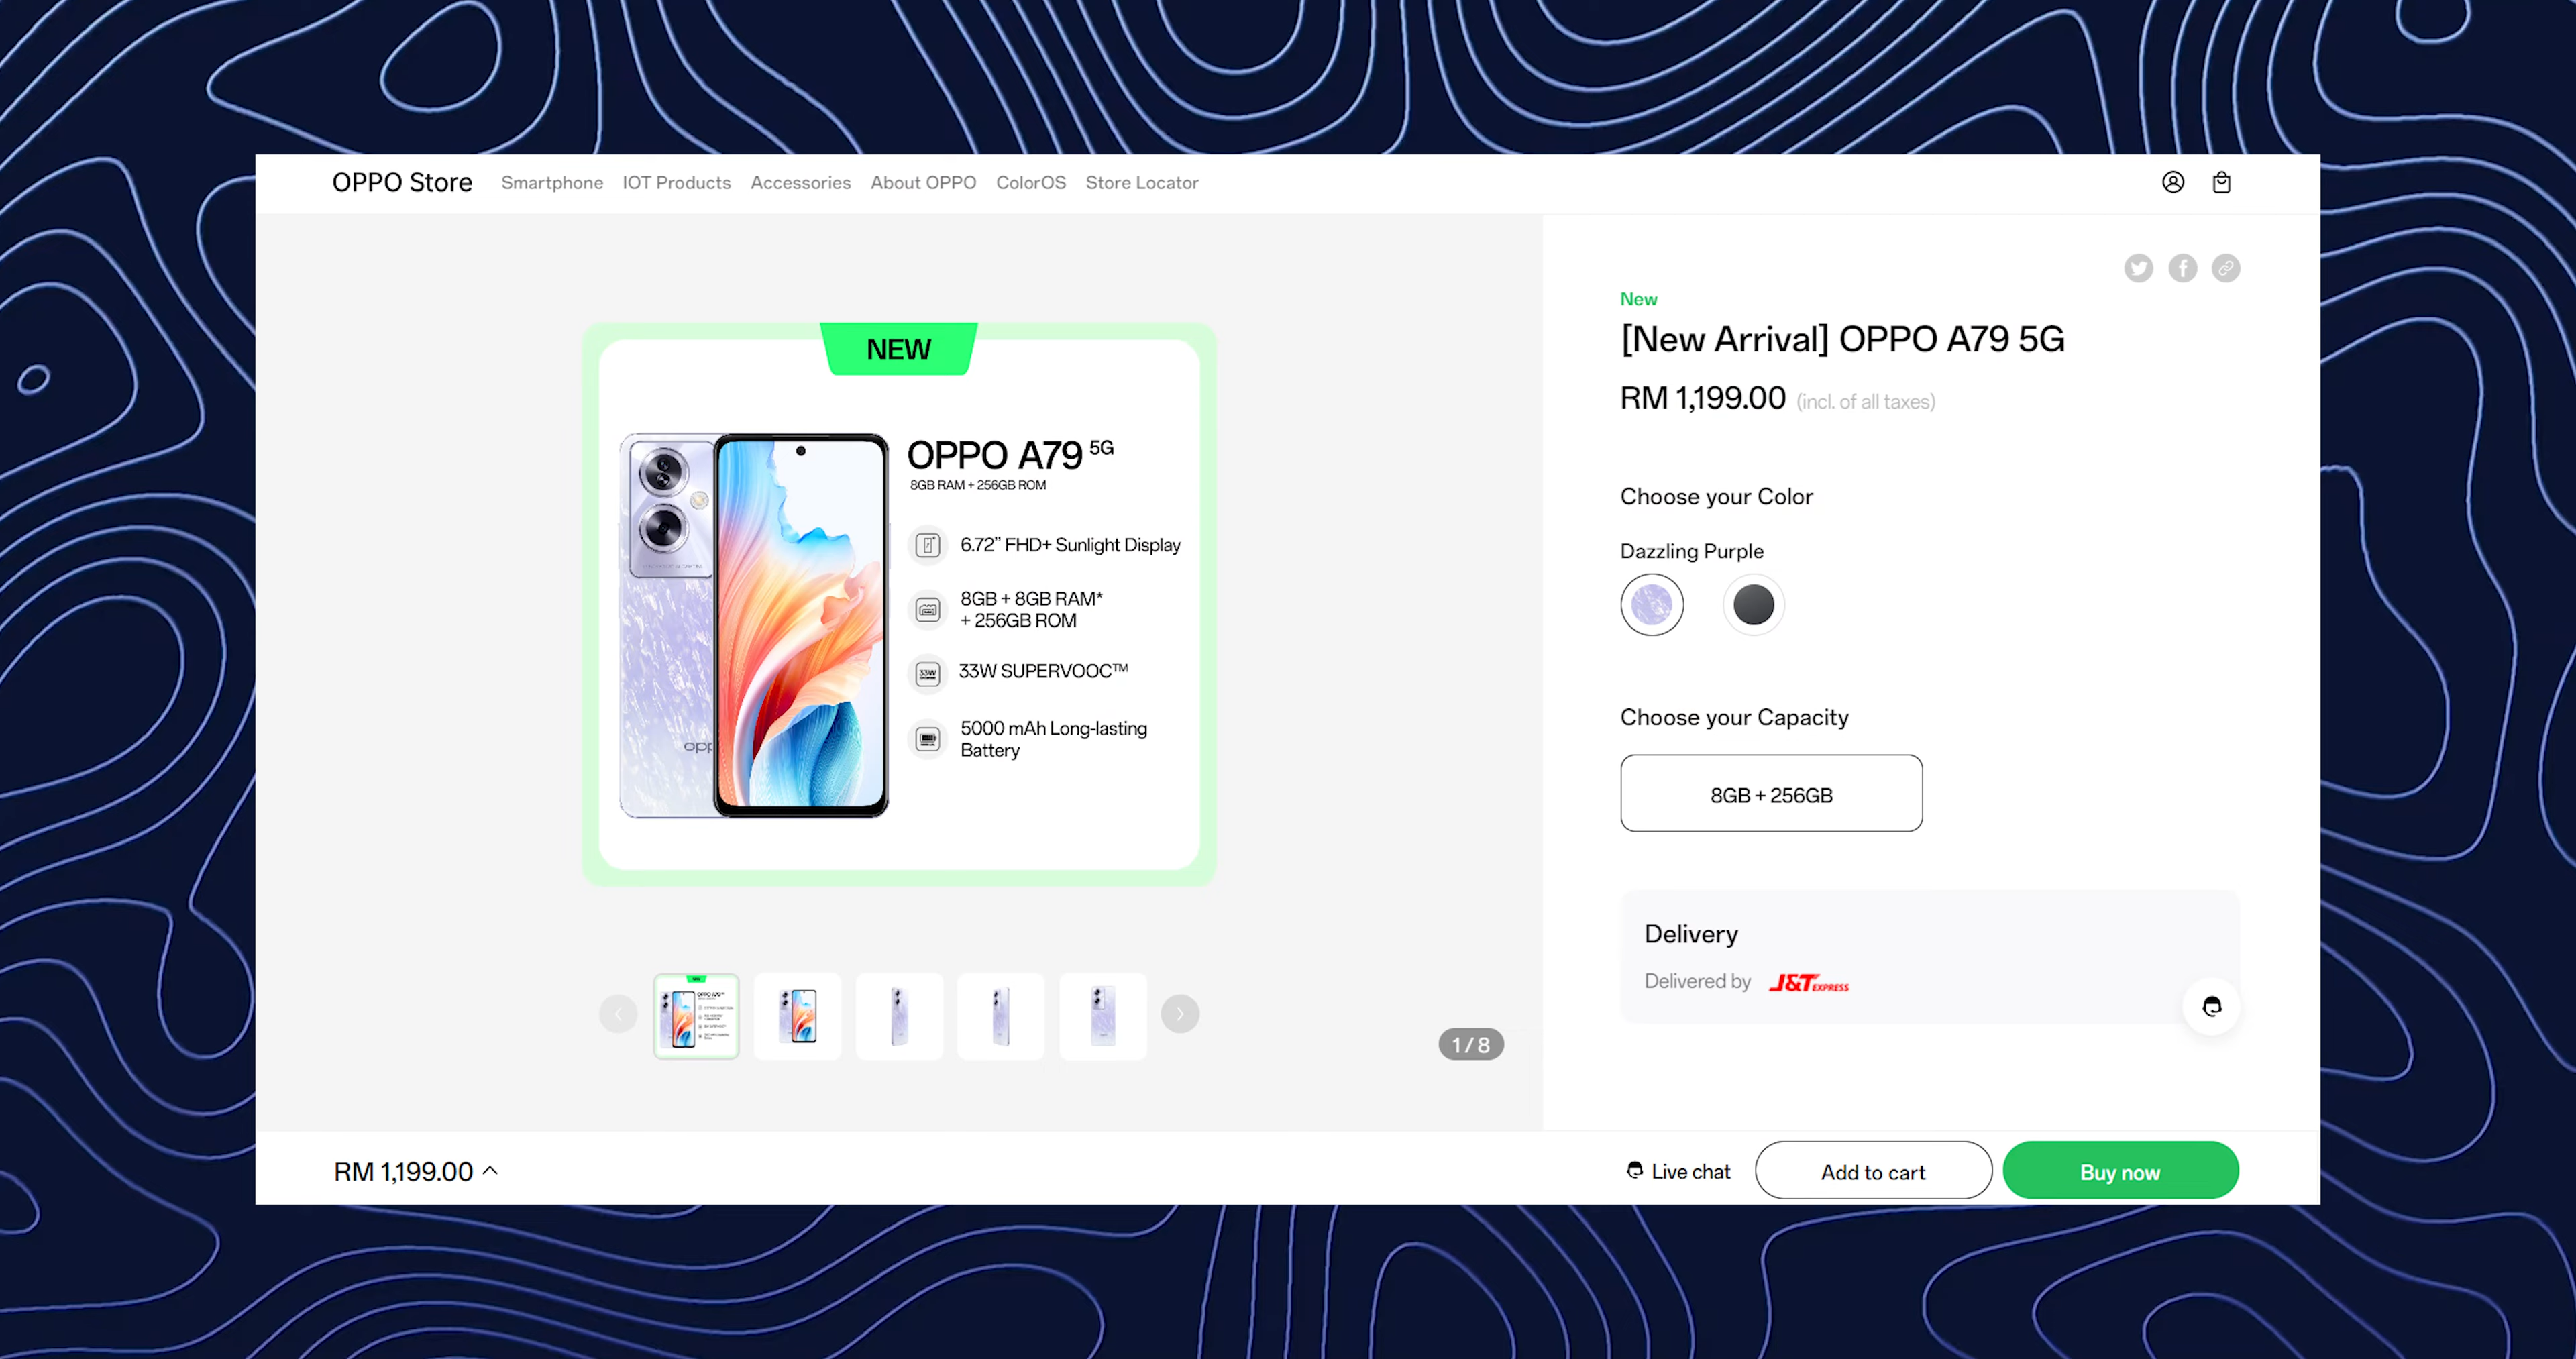 OPPO Store Smartphone IOT Products Accessories About OPPO ColorOS Store Locator
NEW
OPPO A79 5G
8GB RAM + 256GB ROM
6.72” FHD+ Sunlight Display
8GB + 8GB RAM*
+ 256GB ROM
33W SUPERVOOC™
5000 mAh Long-lasting
Battery
33W
1/8
New
[New Arrival] OPPO A79 5G
RM 1,199.00 (incl. of all taxes)
Choose your Color
Dazzling Purple
Choose your Capacity
8GB + 256GB
Delivery
Delivered by J&T EXPRESS
RM 1,199.00
Live chat
Add to cart
Buy now